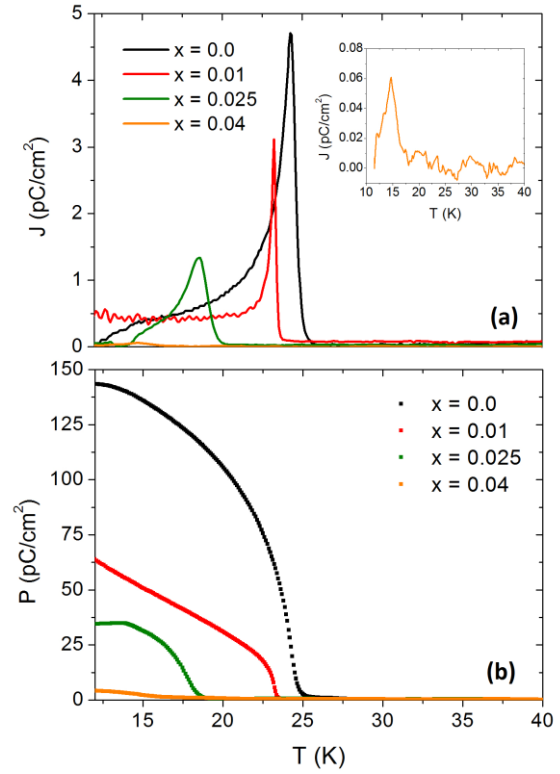 5
4
3
2
1
0
J (pC/cm²)
x = 0.0
x = 0.01
x = 0.025
x = 0.04
0.08
0.06
0.04
0.02
0.00
J (pC/cm²)
10 15 20 25 30 35 40
T (K)
(a)
150
125
100
75
50
25
0
P (pC/cm²)
x = 0.0
x = 0.01
x = 0.025
x = 0.04
(b)
15 20 25 30 35 40
T (K)